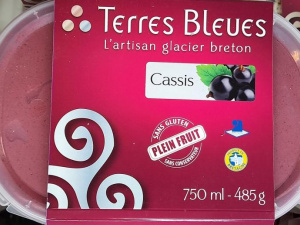 Terres Bleues
L'artisan glacier breton
Cassis
SANS GLUTEN
PLEIN FRUIT
SANS CONSERVATEUR
750 ml - 485 g